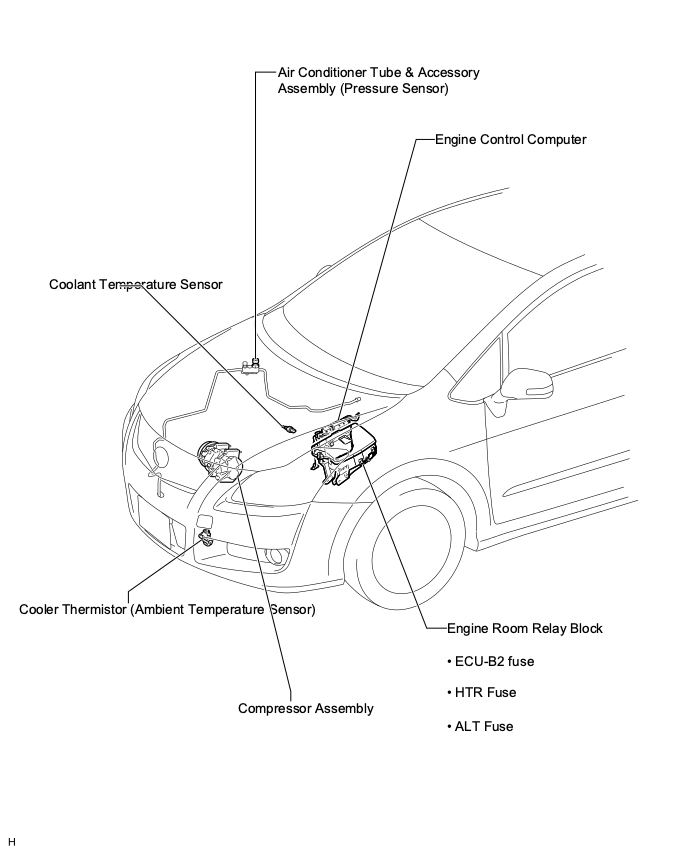 Air Conditioner Tube & Accessory
Assembly (Pressure Sensor)
Engine Control Computer
Coolant Temperature Sensor
Cooler Thermistor (Ambient Temperature Sensor)
Engine Room Relay Block
• ECU-B2 fuse
• HTR Fuse
Compressor Assembly
• ALT Fuse
H